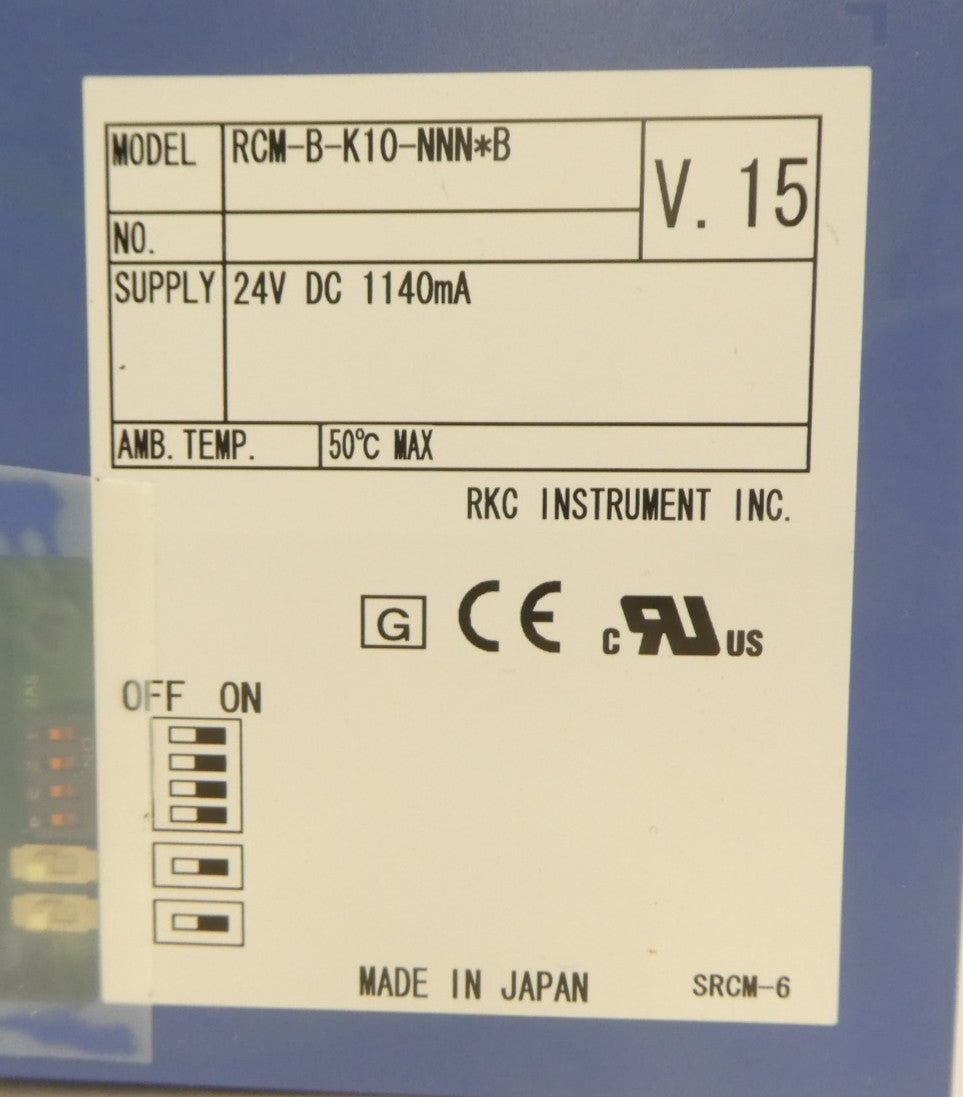 MODEL RCM-B-K10-NNN*B
V. 15
NO.
SUPPLY 24V DC 1140mA
AMB. TEMP. 50℃ MAX
RKC INSTRUMENT INC.
G CE c RU US
OFF ON
MADE IN JAPAN SRCM-6